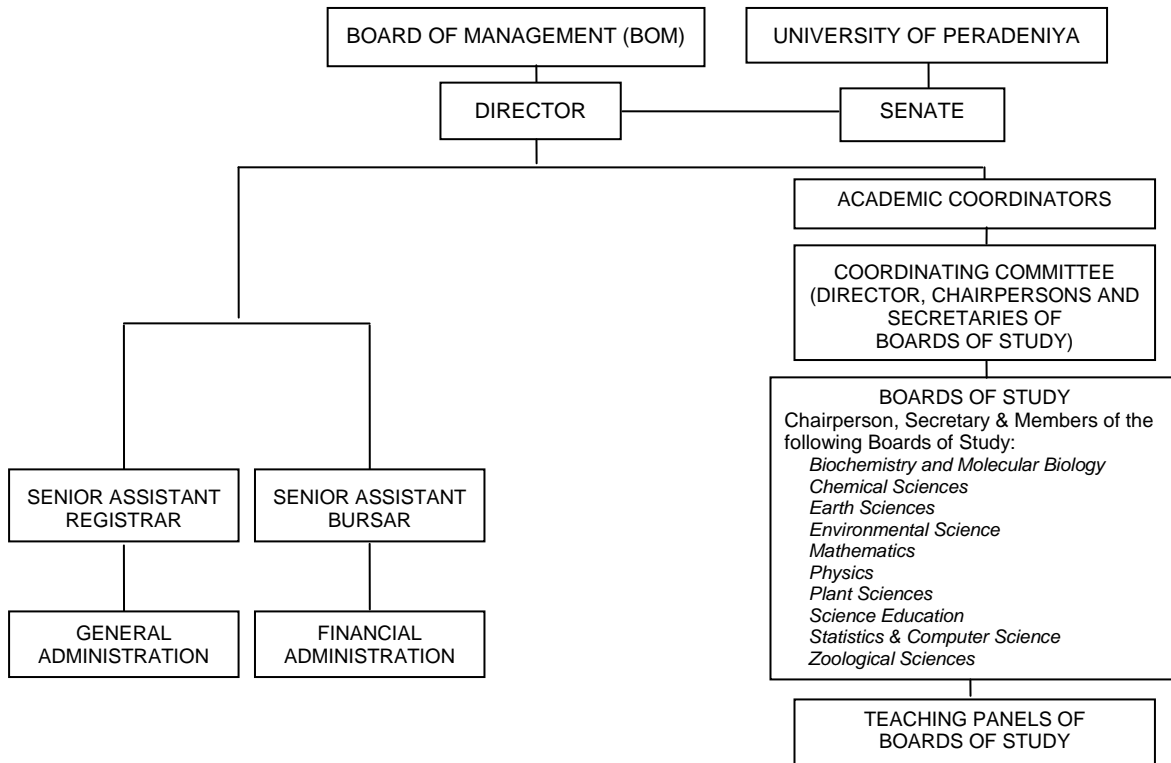 BOARD OF MANAGEMENT (BOM)
UNIVERSITY OF PERADENIYA
DIRECTOR
SENATE
ACADEMIC COORDINATORS
COORDINATING COMMITTEE
(DIRECTOR, CHAIRPERSONS AND
SECRETARIES OF
BOARDS OF STUDY)
BOARDS OF STUDY
Chairperson, Secretary & Members of the
following Boards of Study:
Biochemistry and Molecular Biology
Chemical Sciences
Earth Sciences
Environmental Science
Mathematics
Physics
Plant Sciences
Science Education
Statistics & Computer Science
Zoological Sciences
SENIOR ASSISTANT
REGISTRAR
SENIOR ASSISTANT
BURSAR
GENERAL
ADMINISTRATION
FINANCIAL
ADMINISTRATION
TEACHING PANELS OF
BOARDS OF STUDY